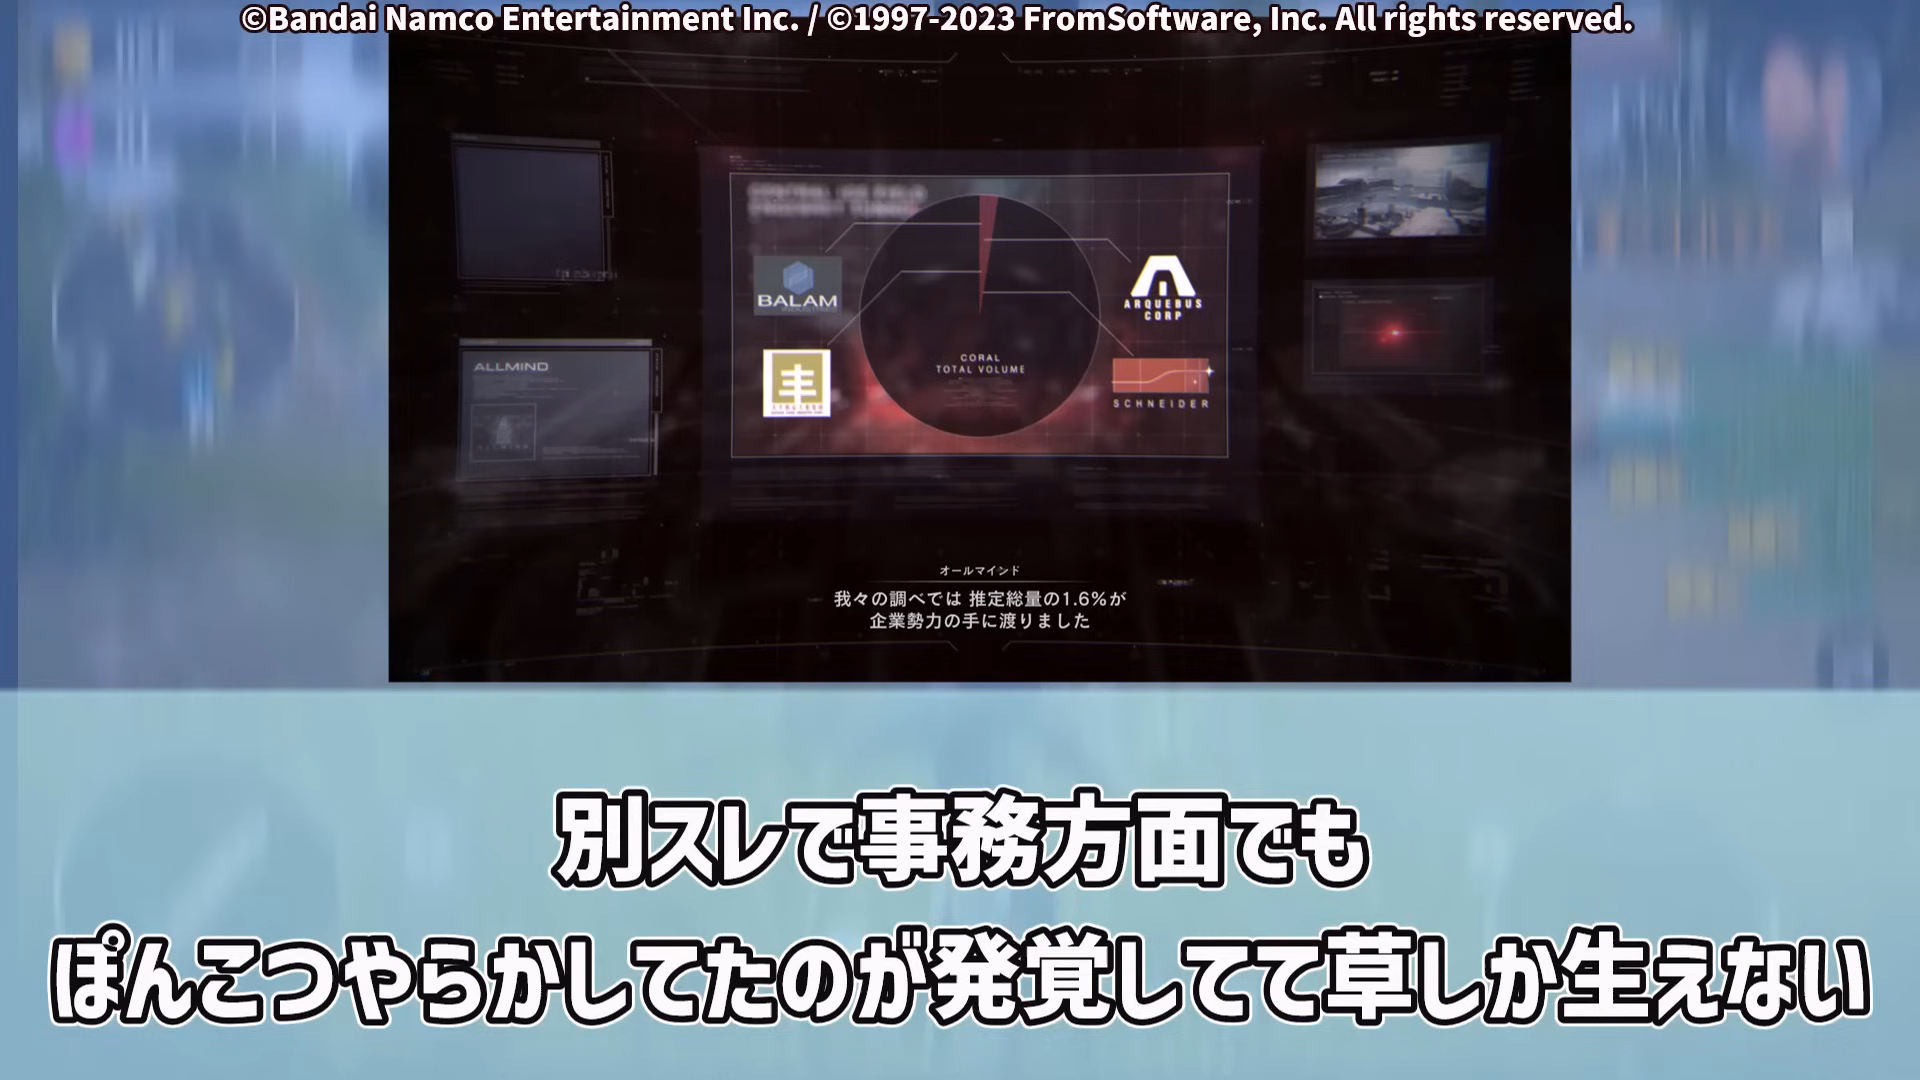 ©Bandai Namco Entertainment Inc. / ©1997-2023 FromSoftware, Inc. All rights reserved.
BALAM
INDUSTRIES
ARQUEBUS
CORP
CORAL
TOTAL VOLUME
SCHNEIDER
ALLMIND
オールマインド
我々の調べでは 推定総量の1.6%が
企業勢力の手に渡りました
別スレで事務方面でも
ぽんこつやらかしてたのが発覚してて草しか生えない